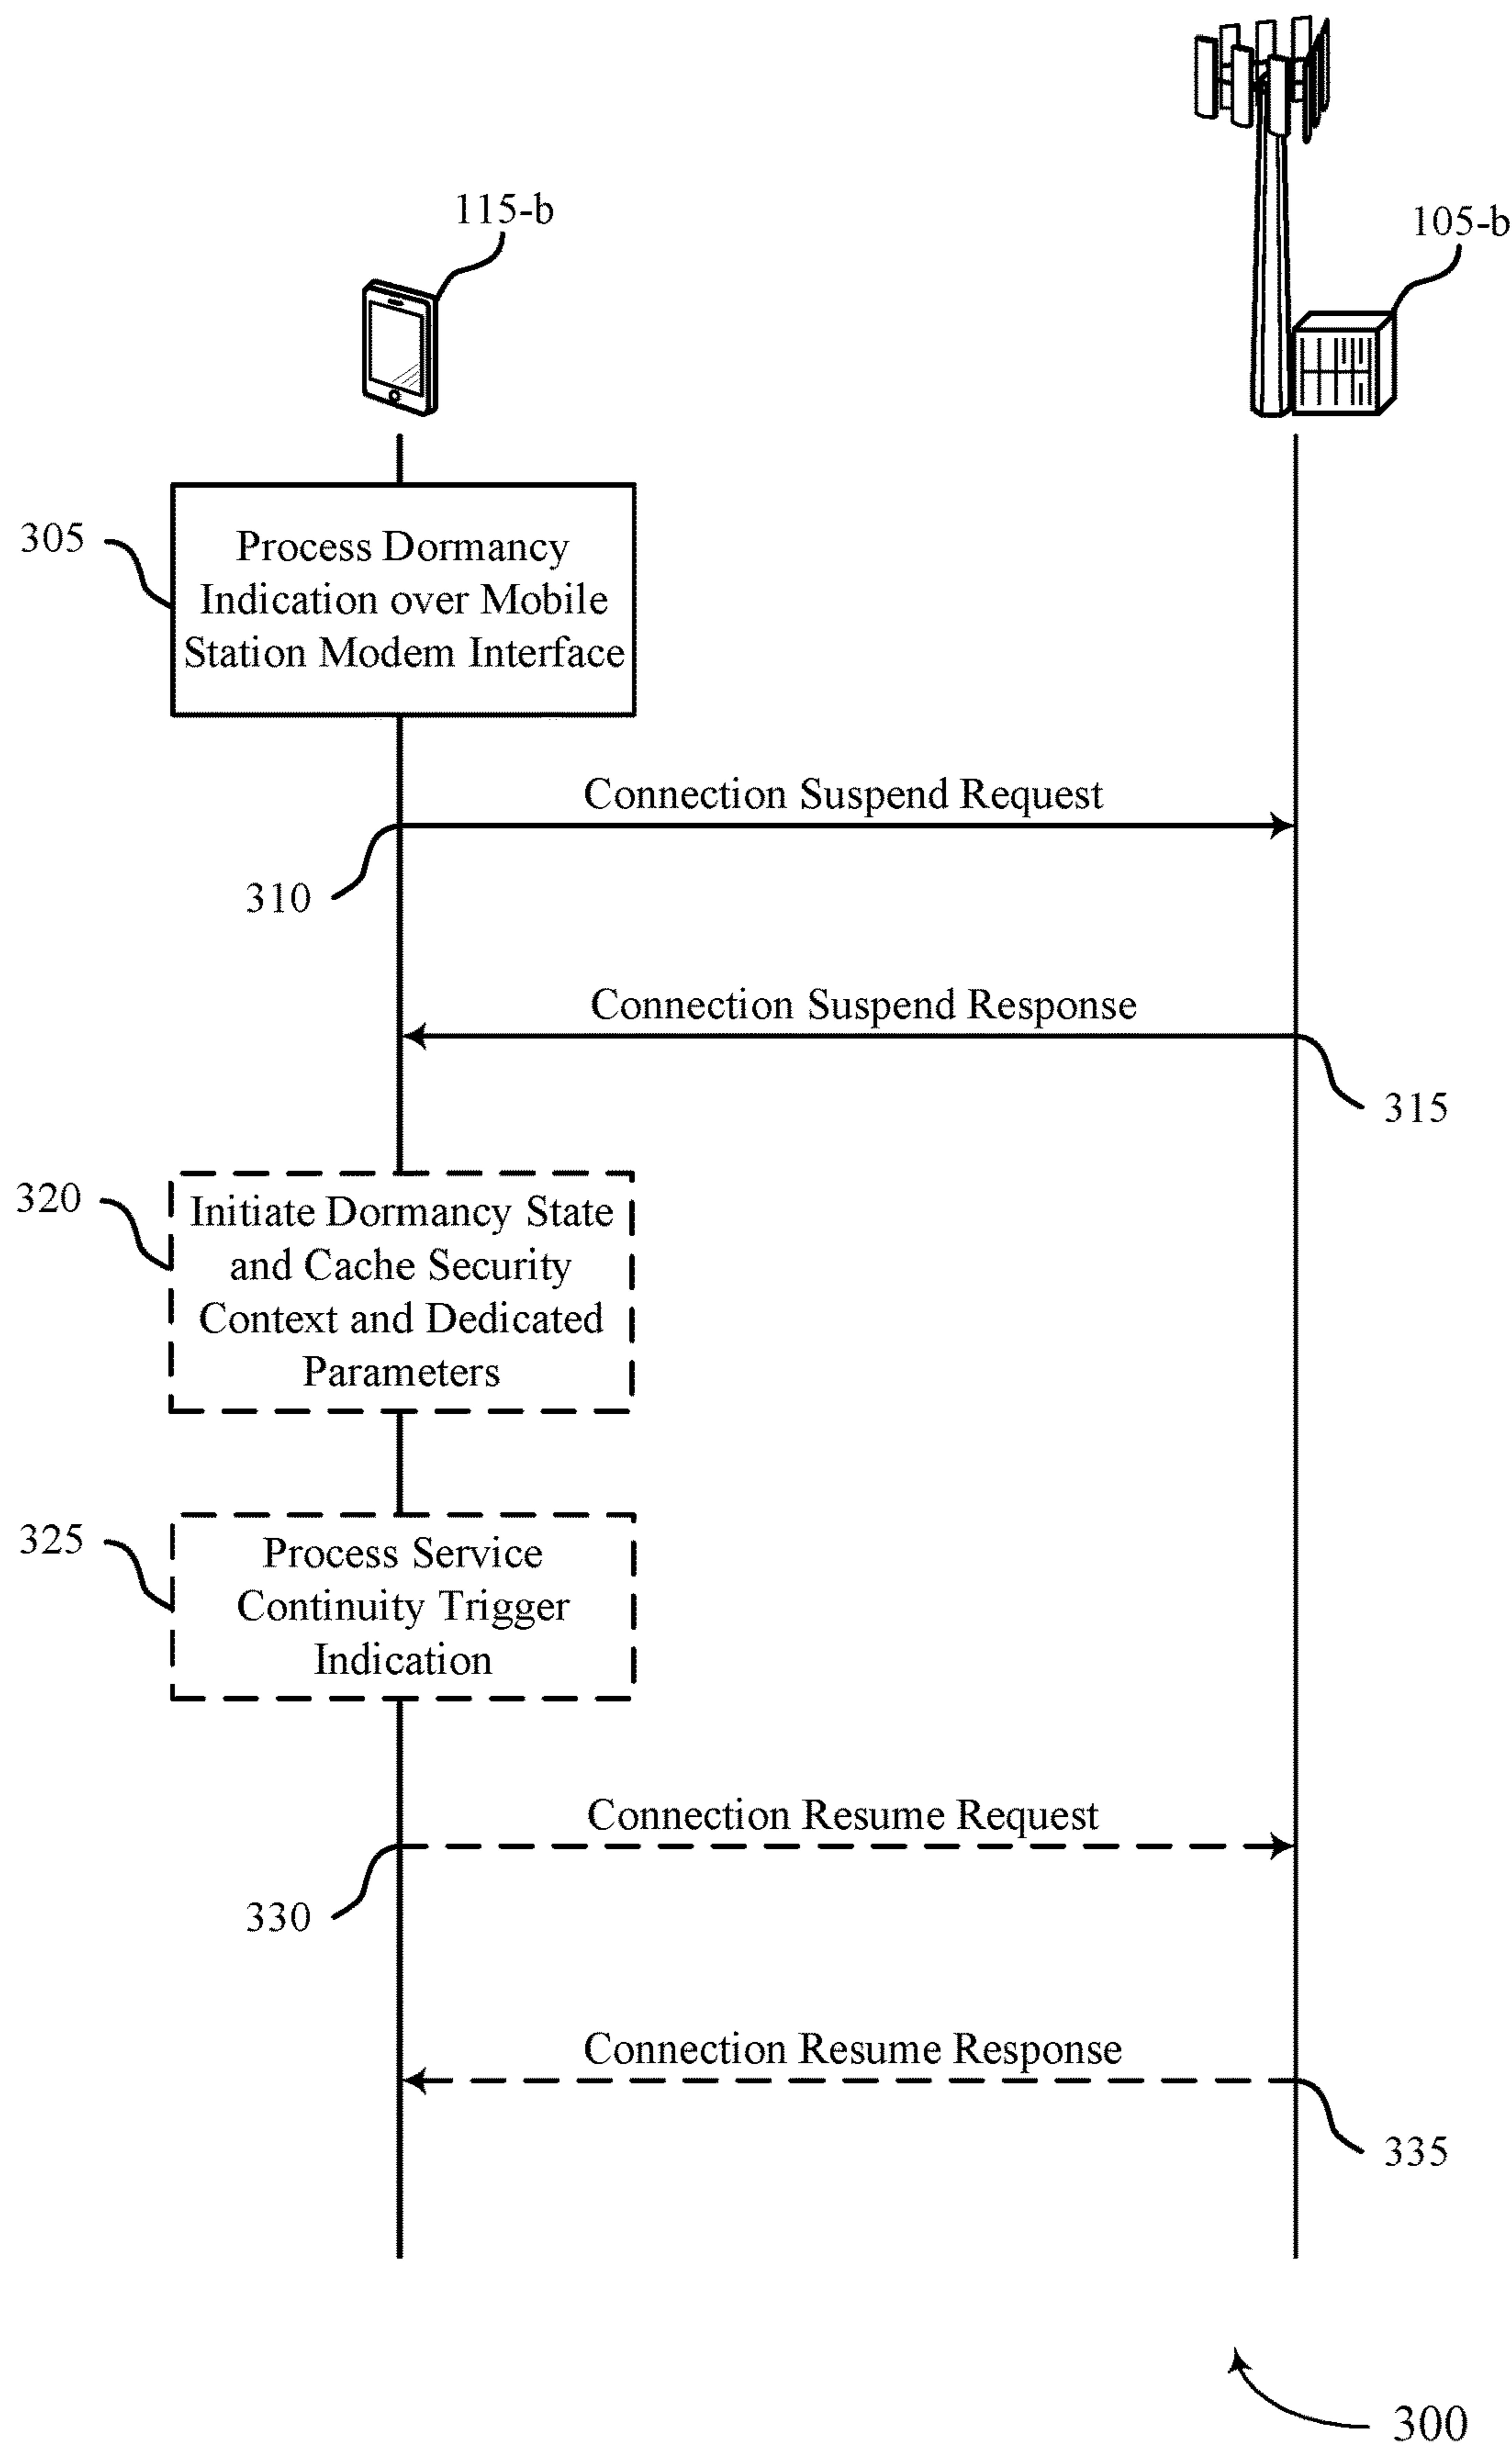 115-b
105-b
305
Process Dormancy
Indication over Mobile
Station Modem Interface
Connection Suspend Request
310
Connection Suspend Response
315
320
Initiate Dormancy State
and Cache Security
Context and Dedicated
Parameters
325
Process Service
Continuity Trigger
Indication
Connection Resume Request
330
Connection Resume Response
335
300